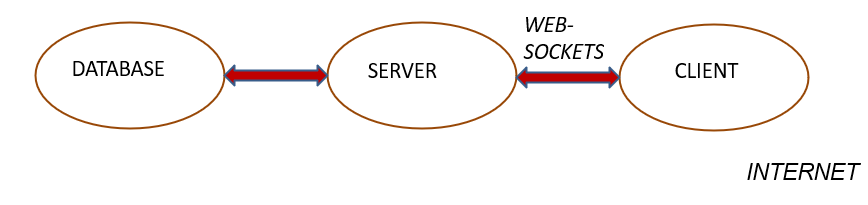 DATABASE
SERVER
WEB-
SOCKETS
CLIENT
INTERNET